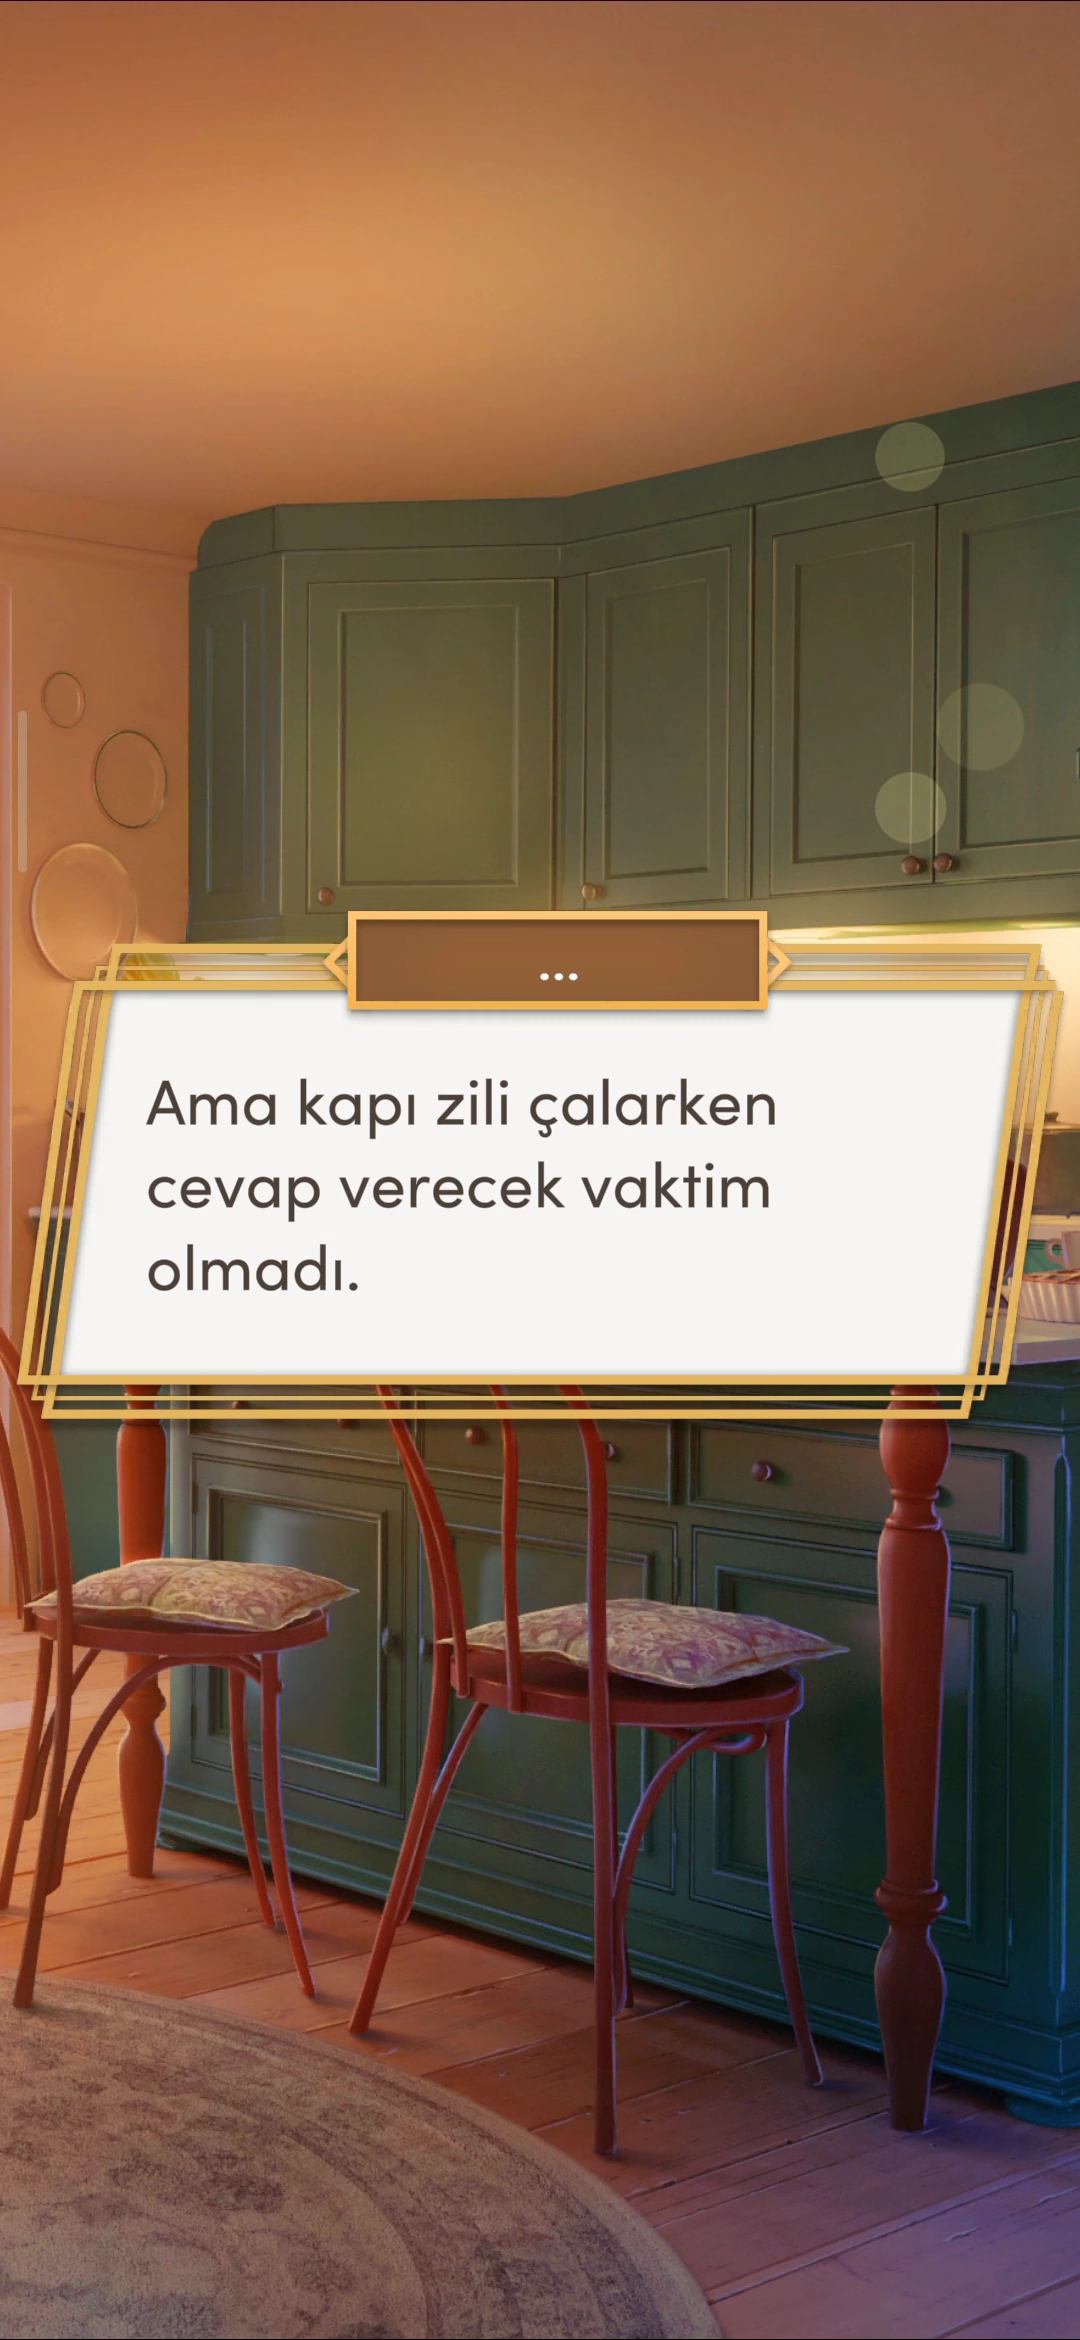 ...
Ama kapı zili çalarken
cevap verecek vaktim
olmadı.